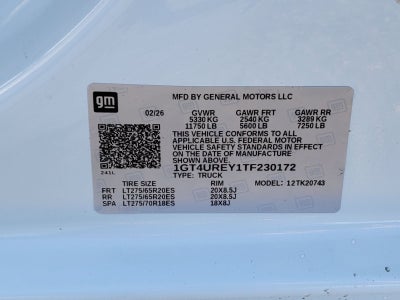 gm
MFD BY GENERAL MOTORS LLC
02/26 GVWR GAWR FRT GAWR RR
5330 KG 2540 KG 3289 KG
11750 LB 5600 LB 7250 LB
THIS VEHICLE CONFORMS TO ALL
APPLICABLE U.S. FEDERAL MOTOR
VEHICLE SAFETY STANDARDS IN EFFECT
ON THE DATE OF MANUFACTURE
SHOWN ABOVE.
1GT4UREY1TF230172
241L TYPE: TRUCK
TIRE SIZE RIM MODEL: 12TK20743
FRT LT275/65R20ES 20X8.5J
RR LT275/65R20ES 20X8.5J
SPA LT275/70R18ES 18X8J